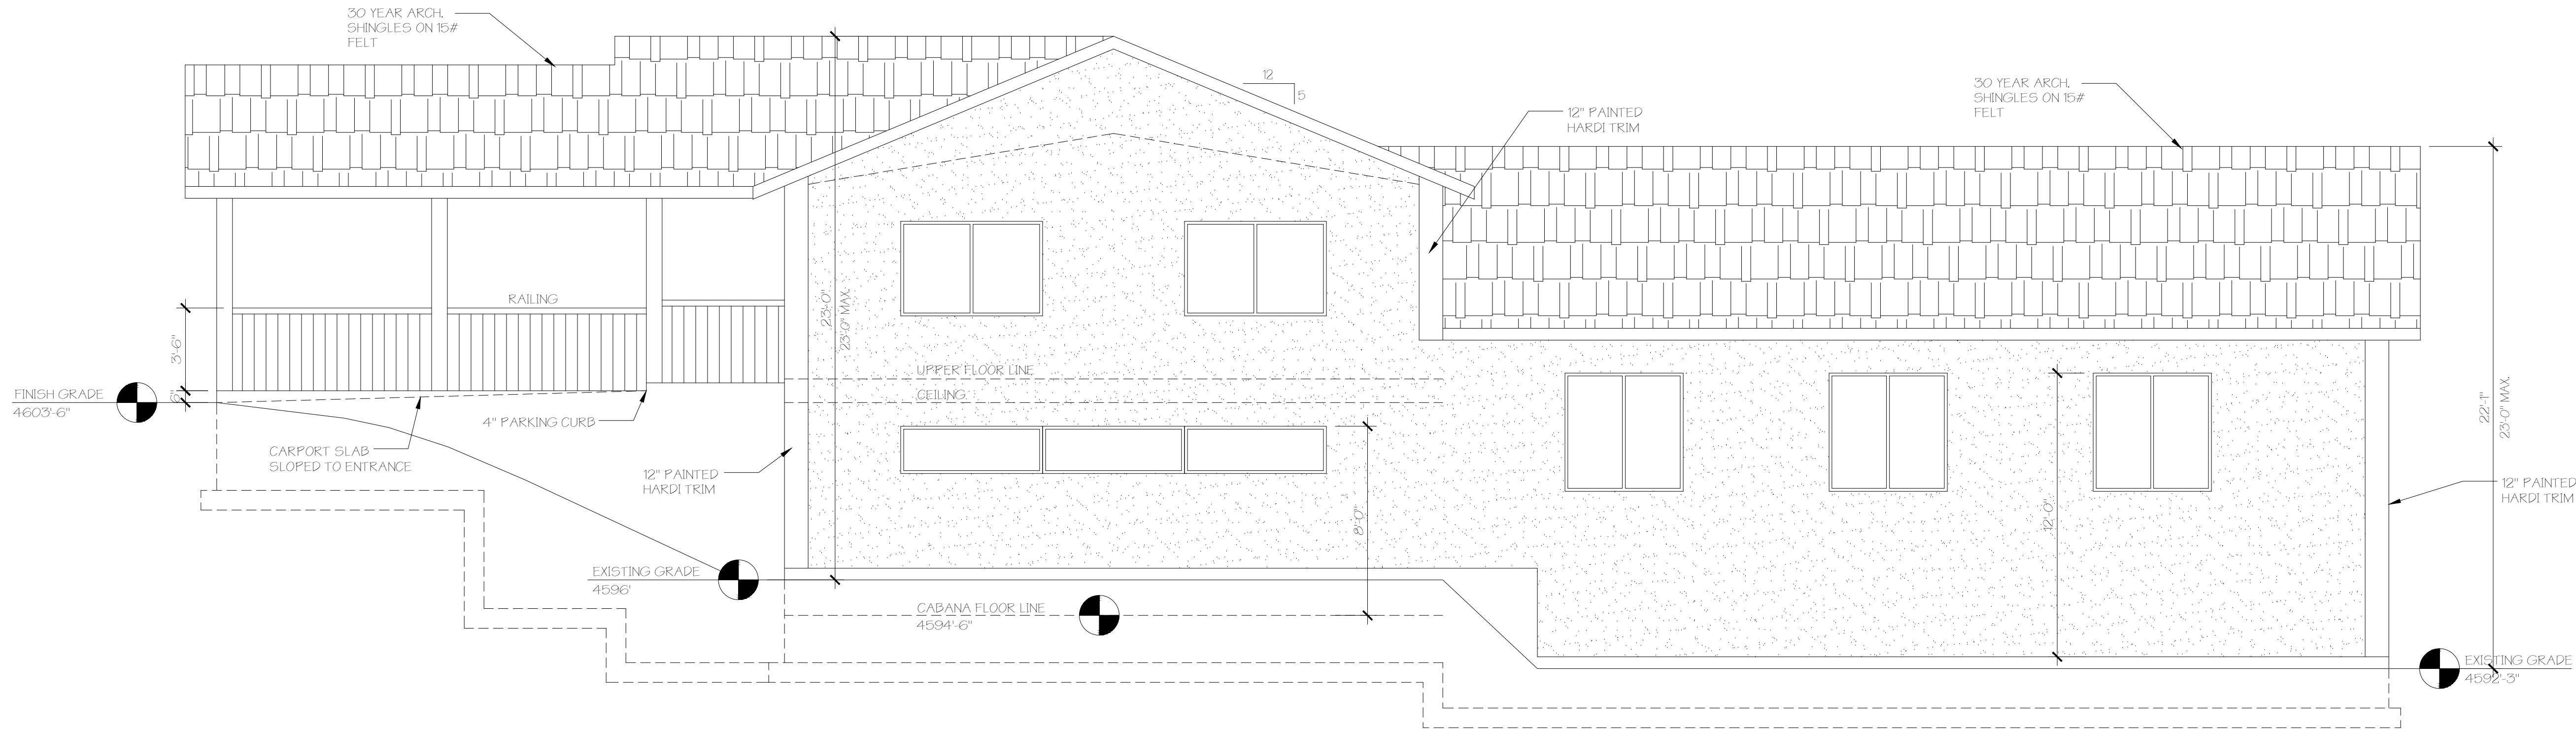 30 YEAR ARCH.
SHINGLES ON 15#
FELT
12
5
12" PAINTED
HARDI TRIM
30 YEAR ARCH.
SHINGLES ON 15#
FELT
23'-0"
23'-0" MAX.
RAILING
3'-6"
6"
FINISH GRADE
4603'-6"
4" PARKING CURB
CARPORT SLAB
SLOPED TO ENTRANCE
12" PAINTED
HARDI TRIM
UPPER FLOOR LINE
CEILING
8'-0"
12'-0"
22'-1"
23'-0" MAX.
12" PAINTED
HARDI TRIM
EXISTING GRADE
4596'
CABANA FLOOR LINE
4594'-6"
EXISTING GRADE
4592'-3"